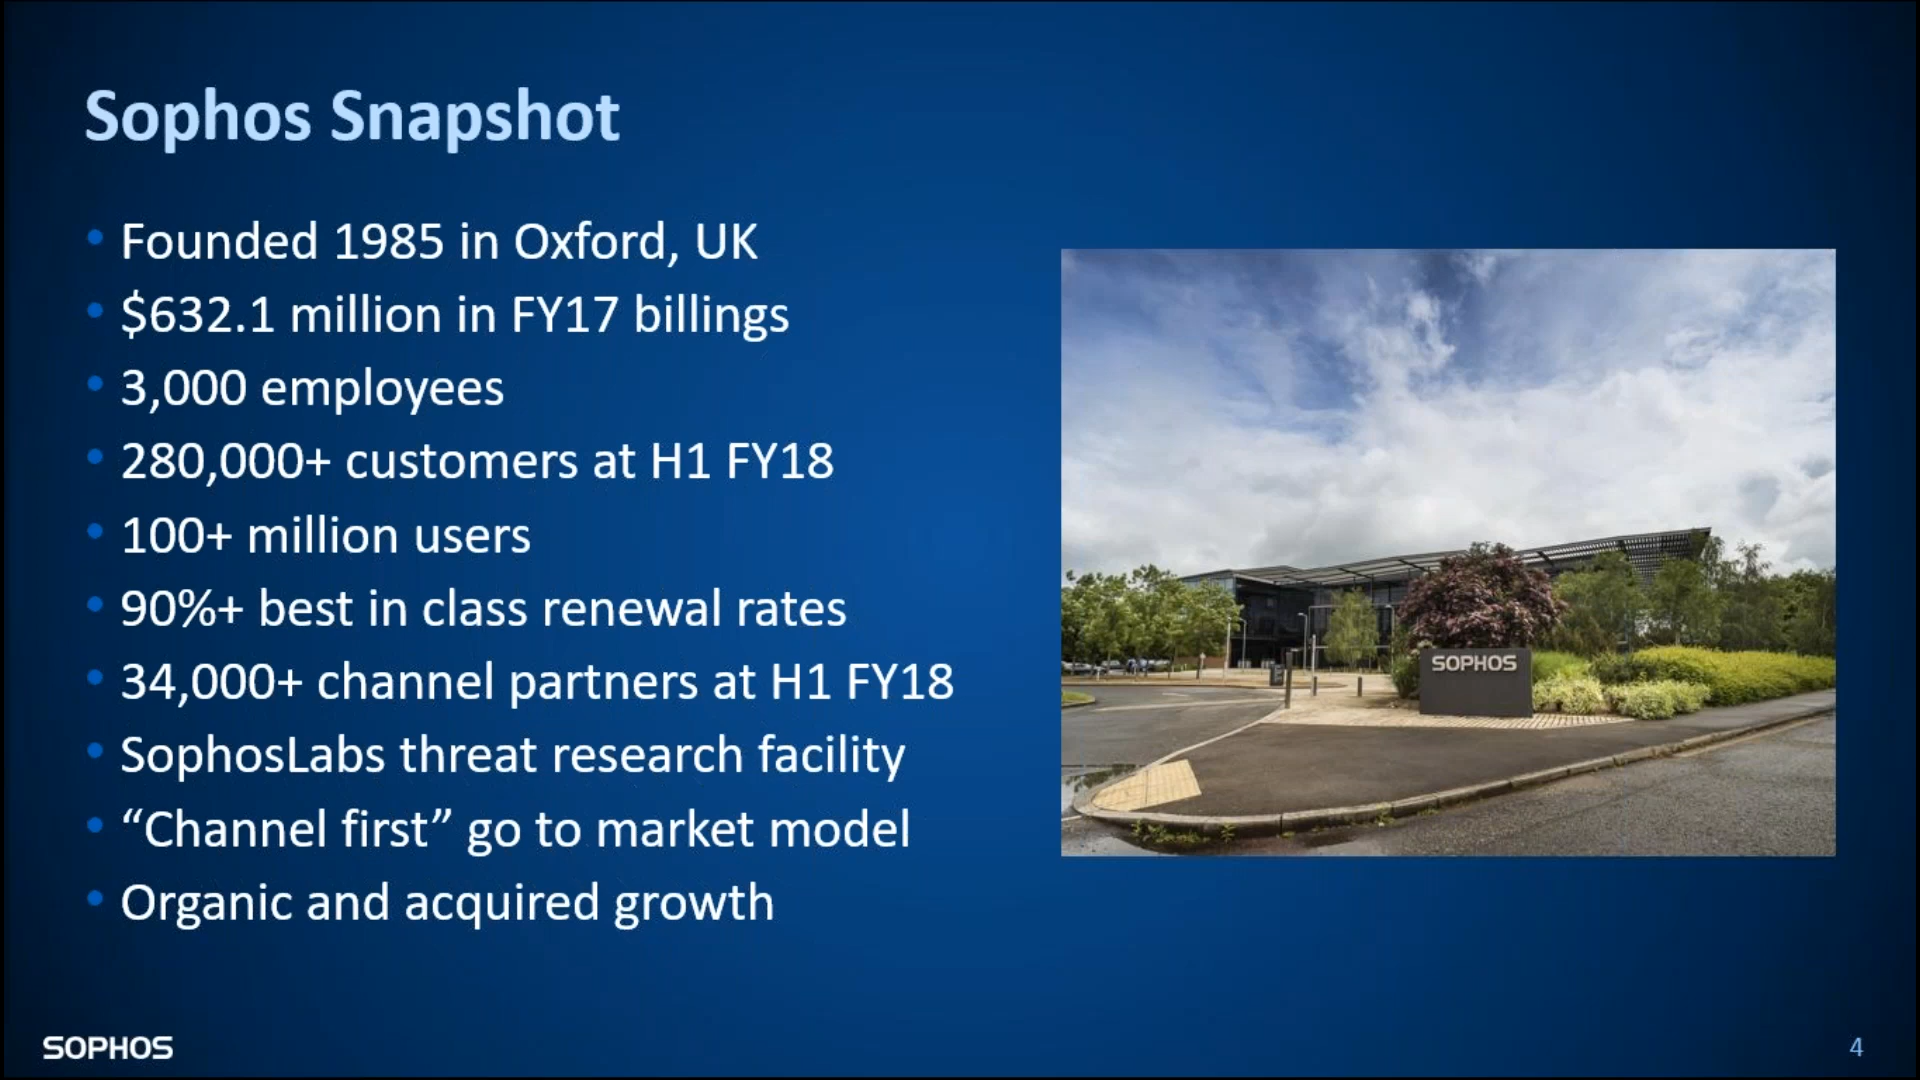 Sophos Snapshot
• Founded 1985 in Oxford, UK
• $632.1 million in FY17 billings
• 3,000 employees
• 280,000+ customers at H1 FY18
• 100+ million users
• 90%+ best in class renewal rates
• 34,000+ channel partners at H1 FY18
• SophosLabs threat research facility
• “Channel first” go to market model
• Organic and acquired growth
SOPHOS
SOPHOS
4